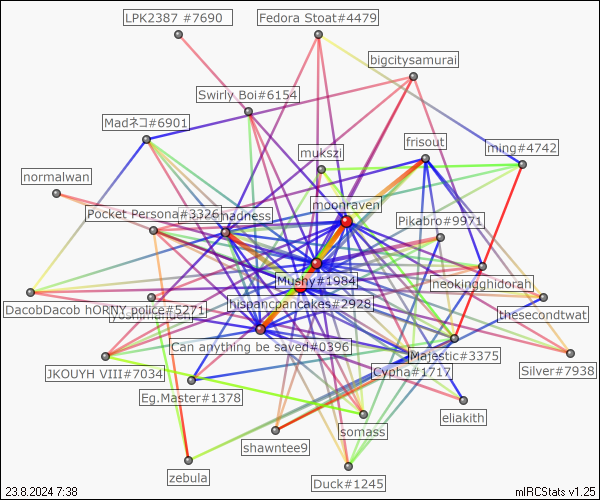 LPK2387 #7690
Fedora Stoat#4479
bigcitysamurai
Swirly Boi#6154
Madネコ#6901
frisout
ming#4742
mukszi
normalwan
moonraven
Pocket Persona#3326
madness
Pikabro#9971
Mushy#1984
neokingghidorah
hispancpancakes#2928
DacobDacob hORNY police#5271
thesecondtwat
Can anything be saved#0396
Majestic#3375
JKOUYH VIII#7034
Cypha#1717
Silver#7938
Eg.Master#1378
eliakith
somass
shawntee9
zebula
Duck#1245
23.8.2024 7:38
mIRCStats v1.25